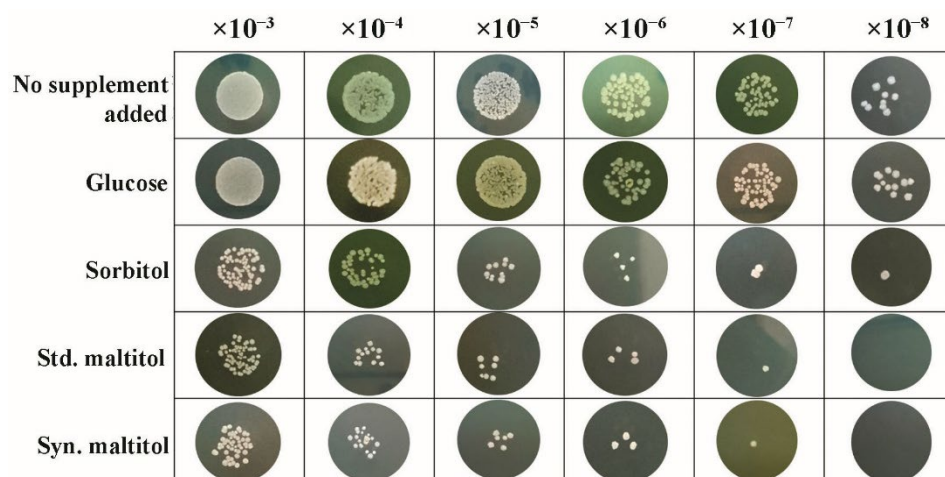 ×10⁻³ ×10⁻⁴ ×10⁻⁵ ×10⁻⁶ ×10⁻⁷ ×10⁻⁸
No supplement
added
Glucose
Sorbitol
Std. maltitol
Syn. maltitol